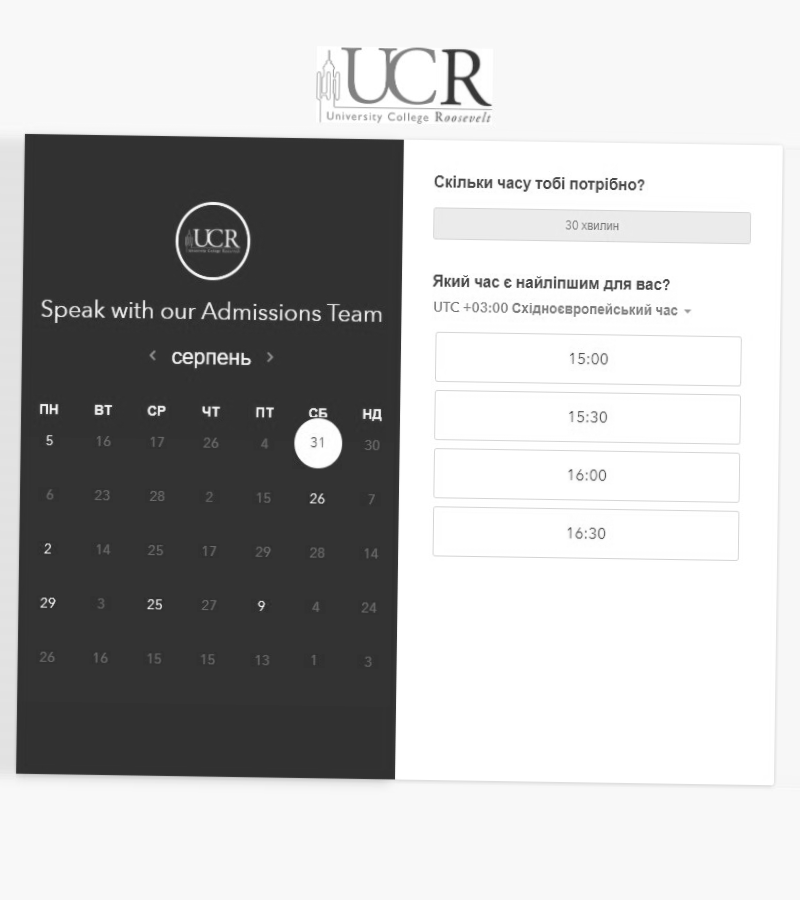 UCR
University College Roosevelt
UCR
Speak with our Admissions Team
серпень
ПН ВТ СР ЧТ ПТ СБ НД
5 16 17 26 4 31 30
6 23 28 2 15 26 7
2 14 25 17 29 28 14
29 3 25 27 9 4 24
26 16 15 15 13 1 3
Скільки часу тобі потрібно?
30 хвилин
Який час є найліпшим для вас?
UTC +03:00 Східноєвропейський час
15:00
15:30
16:00
16:30